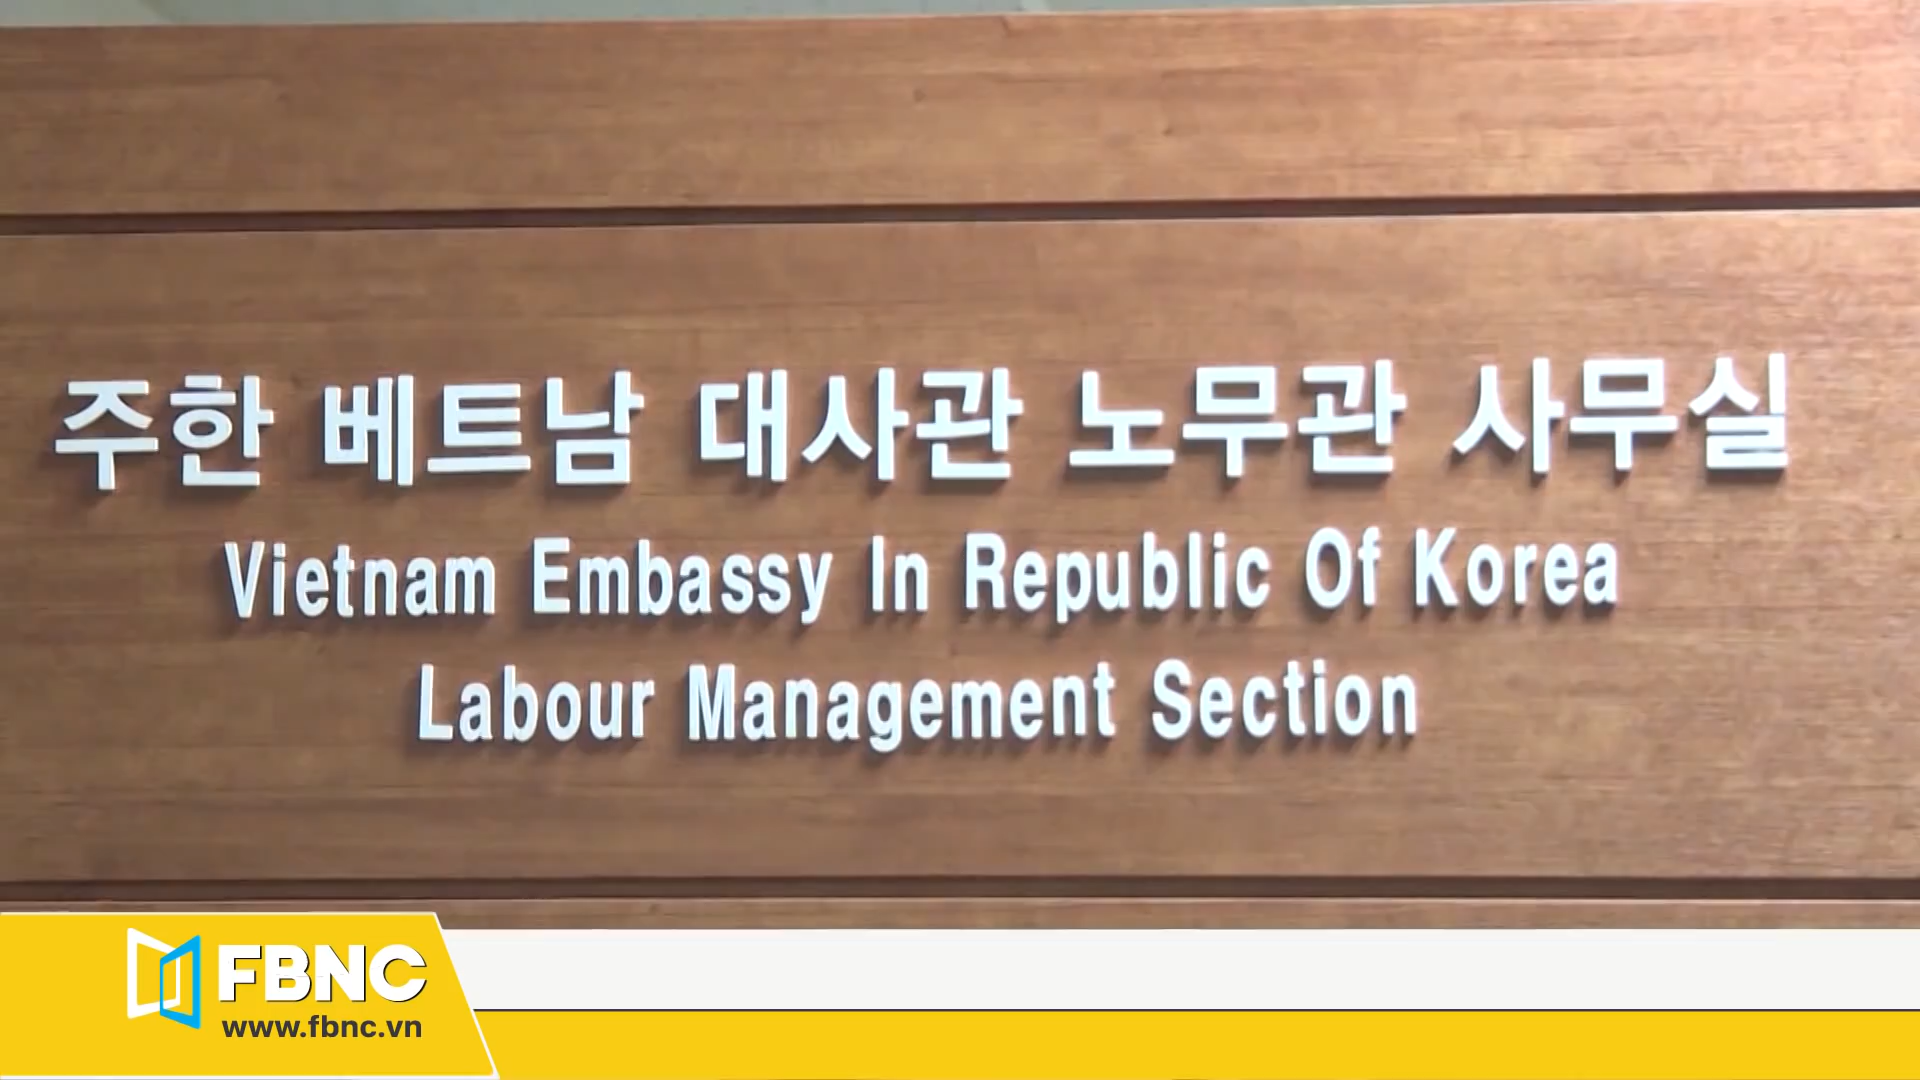 주한 베트남 대사관 노무관 사무실
Vietnam Embassy In Republic Of Korea
Labour Management Section
FBNC
www.fbnc.vn